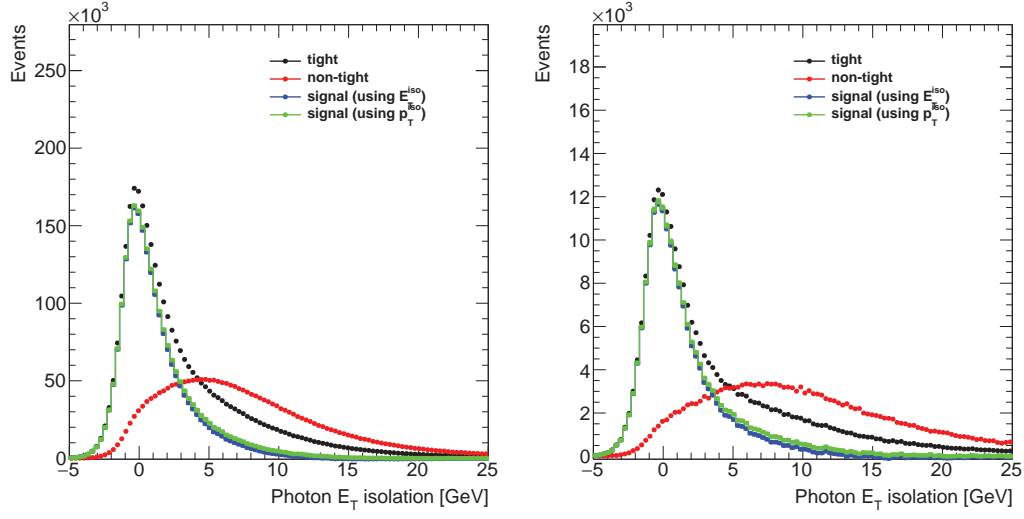 ×10³
Events
250
200
150
100
50
0
tight
non-tight
signal (using E_T^iso)
signal (using p_T^iso)
−5 0 5 10 15 20 25
Photon E_T isolation [GeV]
×10³
Events
18
16
14
12
10
8
6
4
2
0
tight
non-tight
signal (using E_T^iso)
signal (using p_T^iso)
−5 0 5 10 15 20 25
Photon E_T isolation [GeV]